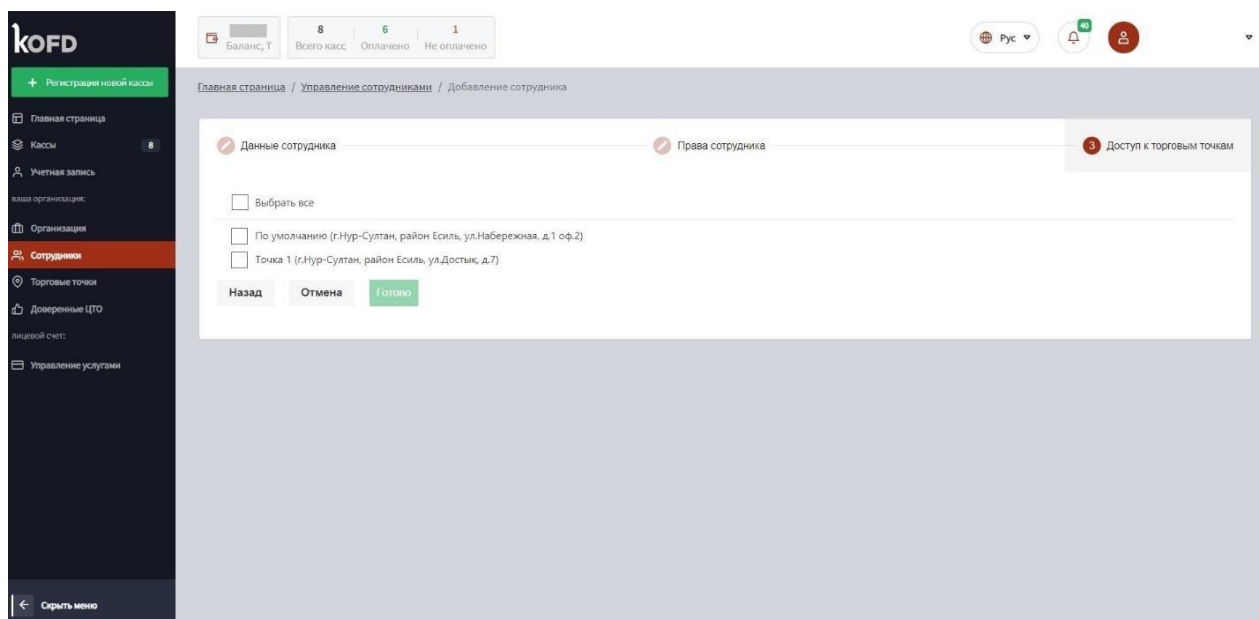 kOFD
8 6 1
Баланс, Т Всего касс Оплачено Не оплачено
Рус
40
+ Регистрация новой кассы
Главная страница / Управление сотрудниками / Добавление сотрудника
Главная страница
Кассы 8
Учетная запись
ваша организация:
Организация
Сотрудники
Торговые точки
Доверенные ЦТО
лицевой счет:
Управление услугами
Скрыть меню
Данные сотрудника
Права сотрудника
3 Доступ к торговым точкам
Выбрать все
По умолчанию (г.Нур-Султан, район Есиль, ул.Набережная, д.1 оф.2)
Точка 1 (г.Нур-Султан, район Есиль, ул.Достык, д.7)
Назад Отмена Готово